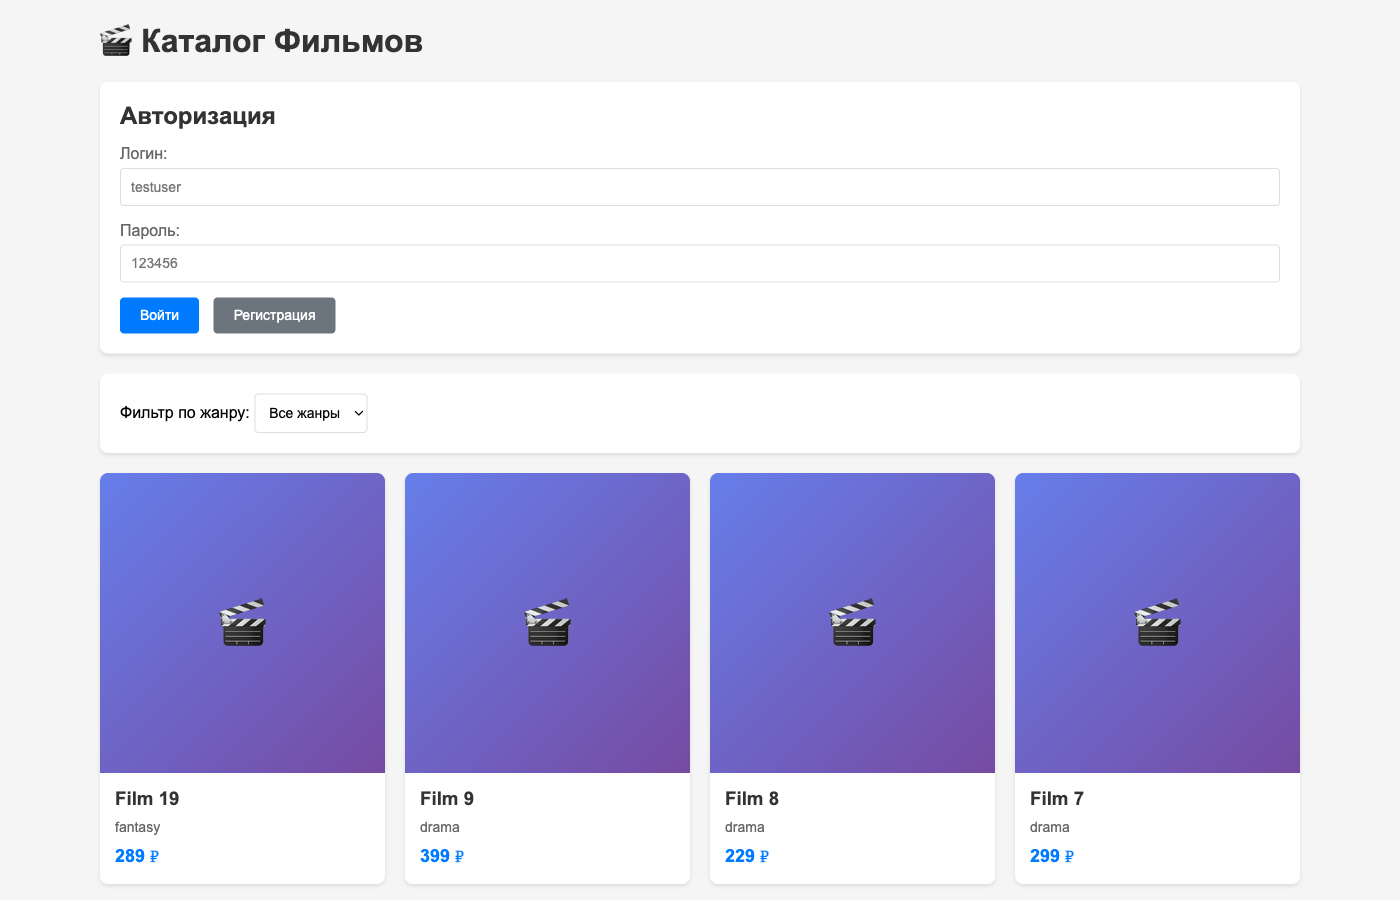 Каталог Фильмов
Авторизация
Логин:
testuser
Пароль:
123456
Войти
Регистрация
Фильтр по жанру: Все жанры
Film 19
fantasy
289 ₽
Film 9
drama
399 ₽
Film 8
drama
229 ₽
Film 7
drama
299 ₽